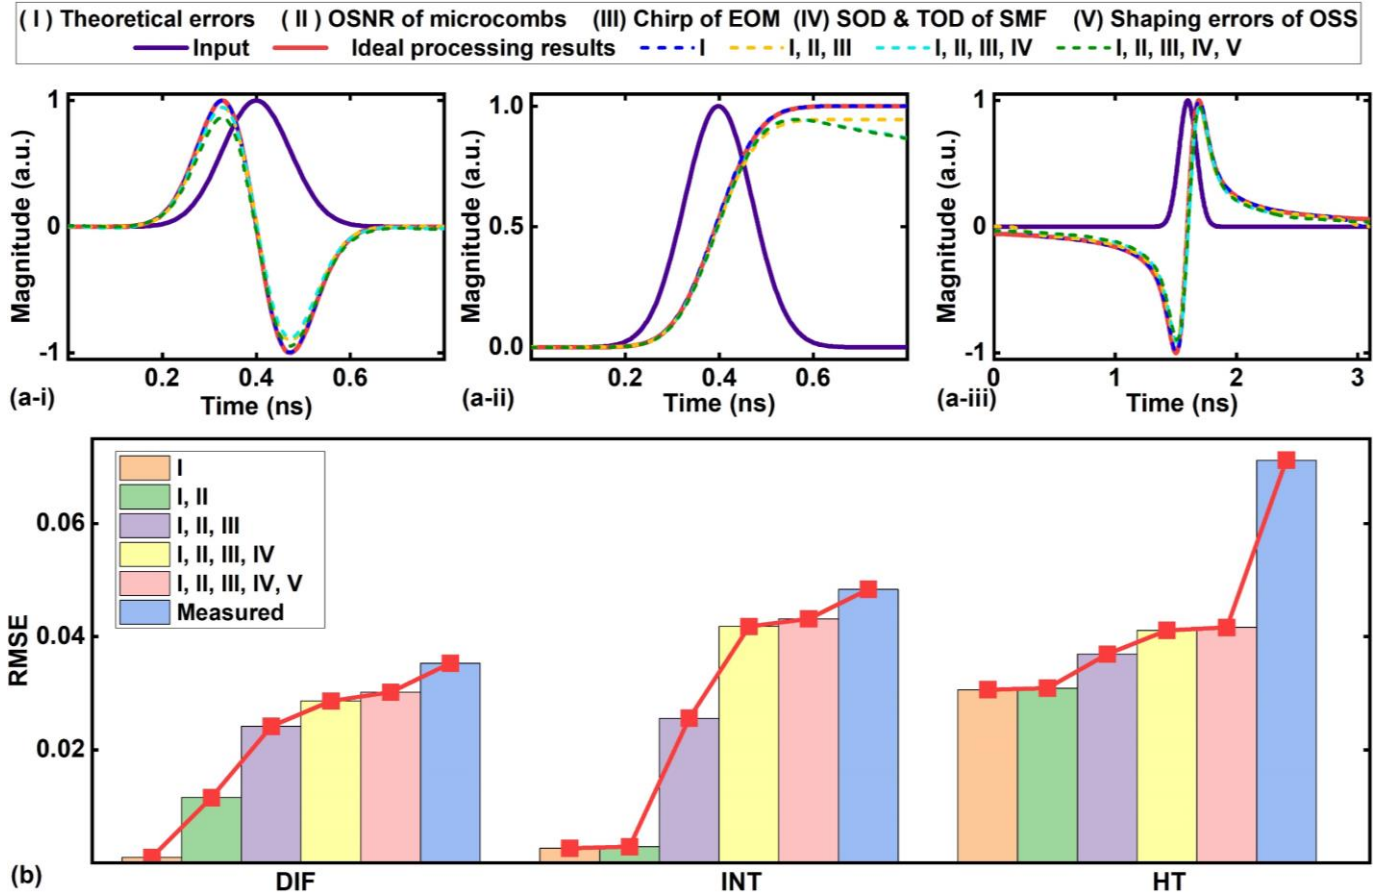 ( I ) Theoretical errors ( II ) OSNR of microcombs (III) Chirp of EOM (IV) SOD & TOD of SMF (V) Shaping errors of OSS
Input Ideal processing results I I, II, III I, II, III, IV I, II, III, IV, V
Magnitude (a.u.)
1
0
-1
0.2 0.4 0.6
Time (ns)
(a-i)
Magnitude (a.u.)
1.0
0.5
0.0
0.2 0.4 0.6
Time (ns)
(a-ii)
Magnitude (a.u.)
1
0
-1
0 1 2 3
Time (ns)
(a-iii)
I
I, II
I, II, III
I, II, III, IV
I, II, III, IV, V
Measured
RMSE
0.06
0.04
0.02
DIF INT HT
(b)